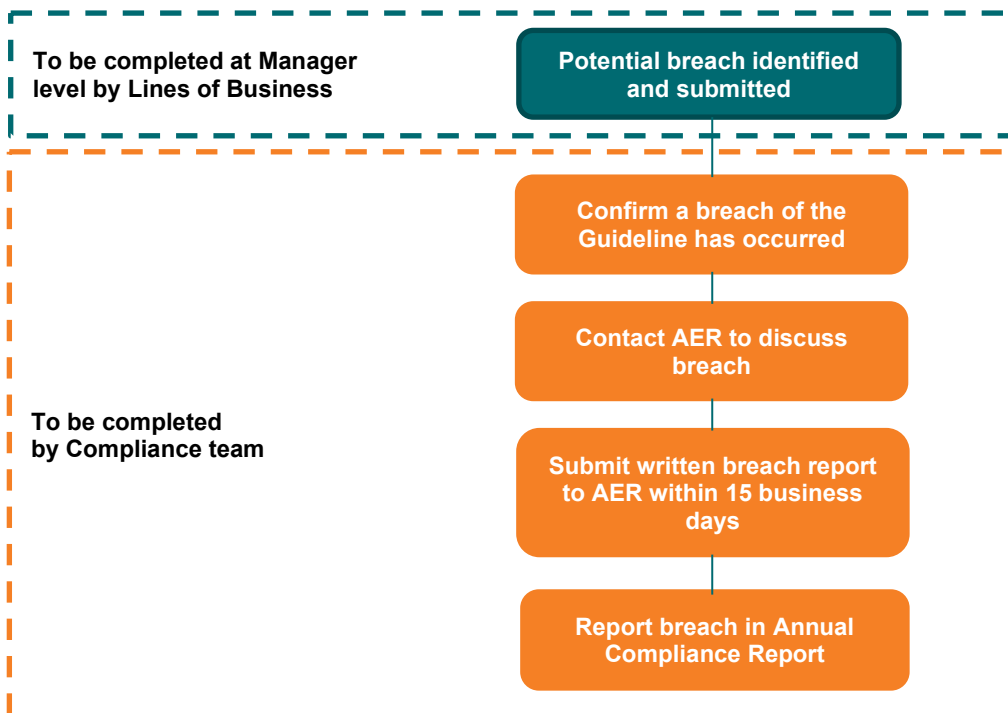 To be completed at Manager
level by Lines of Business
Potential breach identified
and submitted
Confirm a breach of the
Guideline has occurred
Contact AER to discuss
breach
To be completed
by Compliance team
Submit written breach report
to AER within 15 business
days
Report breach in Annual
Compliance Report